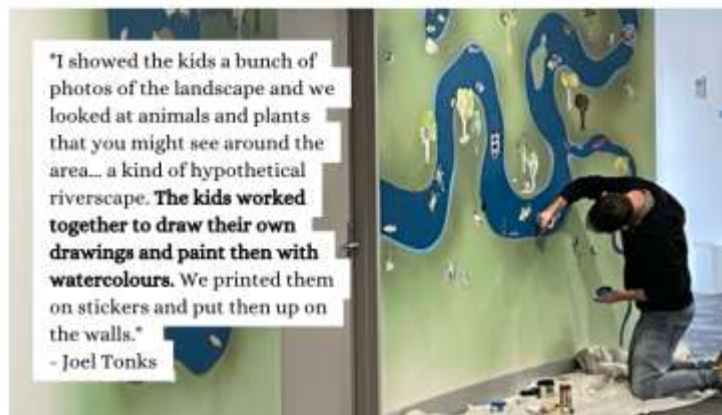 "I showed the kids a bunch of
photos of the landscape and we
looked at animals and plants
that you might see around the
area... a kind of hypothetical
riverscape. The kids worked
together to draw their own
drawings and paint then with
watercolours. We printed them
on stickers and put then up on
the walls."
- Joel Tonks